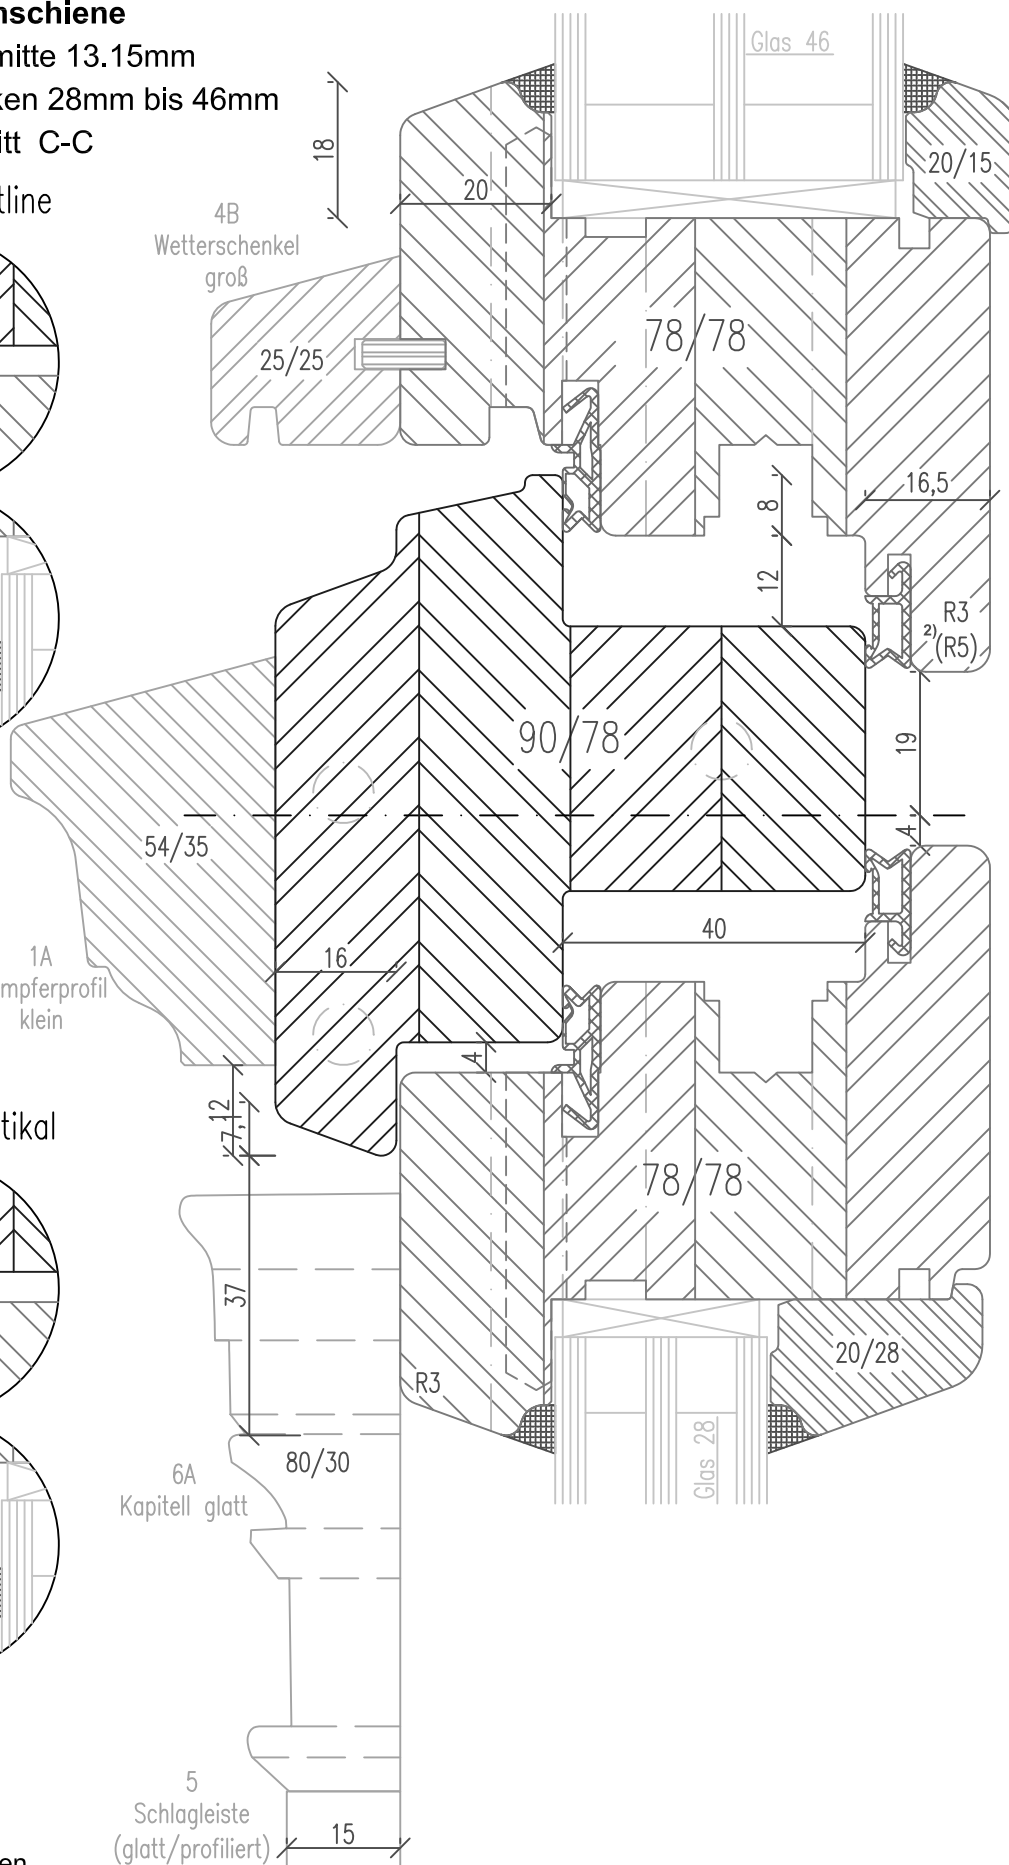 nschiene
mitte 13.15mm
ken 28mm bis 46mm
itt C-C
tline
Glas 46
18
20
20/15
4B
Wetterschenkel
groß
25/25
78/78
16,5
8
12
R3
2)(R5)
90/78
19
4
54/35
40
16
1A
mpferprofil
klein
4
12
7,1
tikal
78/78
37
20/28
R3
Glas 28
80/30
6A
Kapitell glatt
5
Schlagleiste
(glatt/profiliert)
15
en